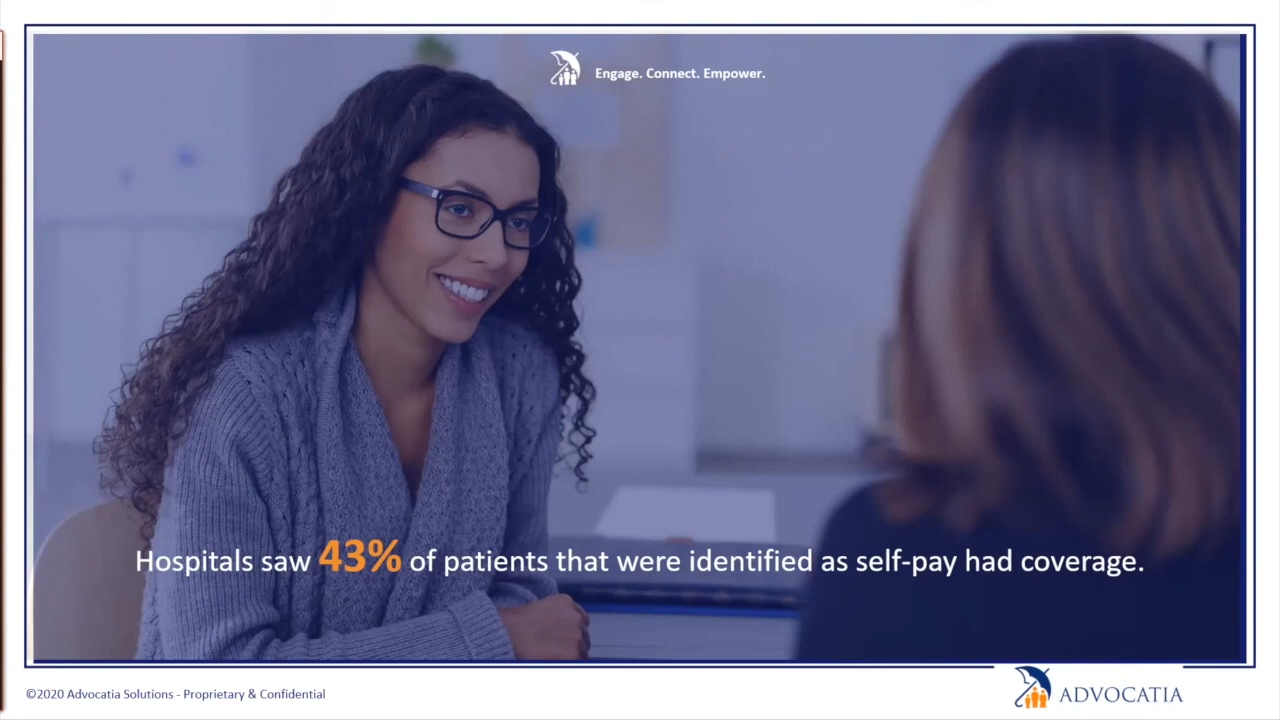 Engage. Connect. Empower.
Hospitals saw 43% of patients that were identified as self-pay had coverage.
©2020 Advocatia Solutions - Proprietary & Confidential
ADVOCATIA